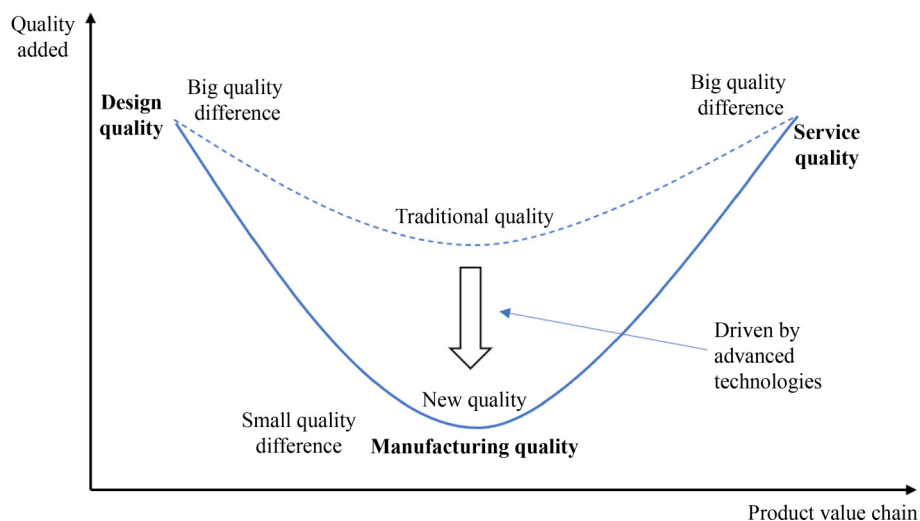 Quality
added
Big quality
difference
Design
quality
Big quality
difference
Service
quality
Traditional quality
Driven by
advanced
technologies
New quality
Small quality
difference
Manufacturing quality
Product value chain